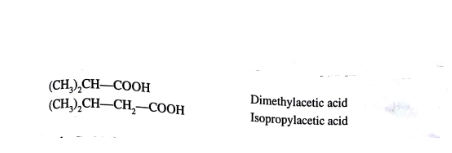 (CH₃)₂CH—COOH
(CH₃)₂CH—CH₂—COOH
Dimethylacetic acid
Isopropylacetic acid